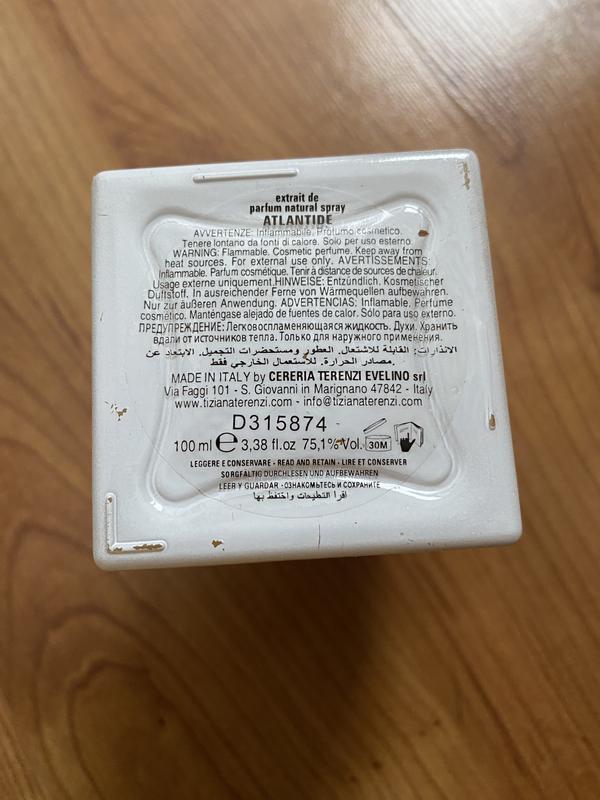 extrait de
parfum natural spray
ATLANTIDE
AVVERTENZE: Infiammabile. Profumo cosmetico.
Tenere lontano da fonti di calore. Solo per uso esterno.
WARNING: Flammable. Cosmetic perfume. Keep away from
heat sources. For external use only. AVERTISSEMENTS:
Inflammable. Parfum cosmétique. Tenir à distance de sources de chaleur.
Usage externe uniquement.HINWEISE: Entzündlich. Kosmetischer
Duftstoff. In ausreichender Ferne von Wärmequellen aufbewahren.
Nur zur äußeren Anwendung. ADVERTENCIAS: Inflamable. Perfume
cosmético. Manténgase alejado de fuentes de calor. Sólo para uso externo.
ПРЕДУПРЕЖДЕНИЕ: Легковоспламеняющаяся жидкость. Духи. Хранить
вдали от источников тепла. Только для наружного применения.
الانذارات: القابلة للاشتعال. العطور ومستحضرات التجميل. الابتعاد عن
مصادر الحرارة. للاستعمال الخارجي فقط.
MADE IN ITALY by CERERIA TERENZI EVELINO srl
Via Faggi 101 - S. Giovanni in Marignano 47842 - Italy
www.tizianaterenzi.com - info@tizianaterenzi.com
D315874
100 ml ℮ 3,38 fl.oz 75,1%Vol. 30M
LEGGERE E CONSERVARE - READ AND RETAIN - LIRE ET CONSERVER
SORGFÄLTIG DURCHLESEN UND AUFBEWAHREN
LEER Y GUARDAR - ОЗНАКОМЬТЕСЬ И СОХРАНИТЕ
اقرا التطيحات واحتفظ بها